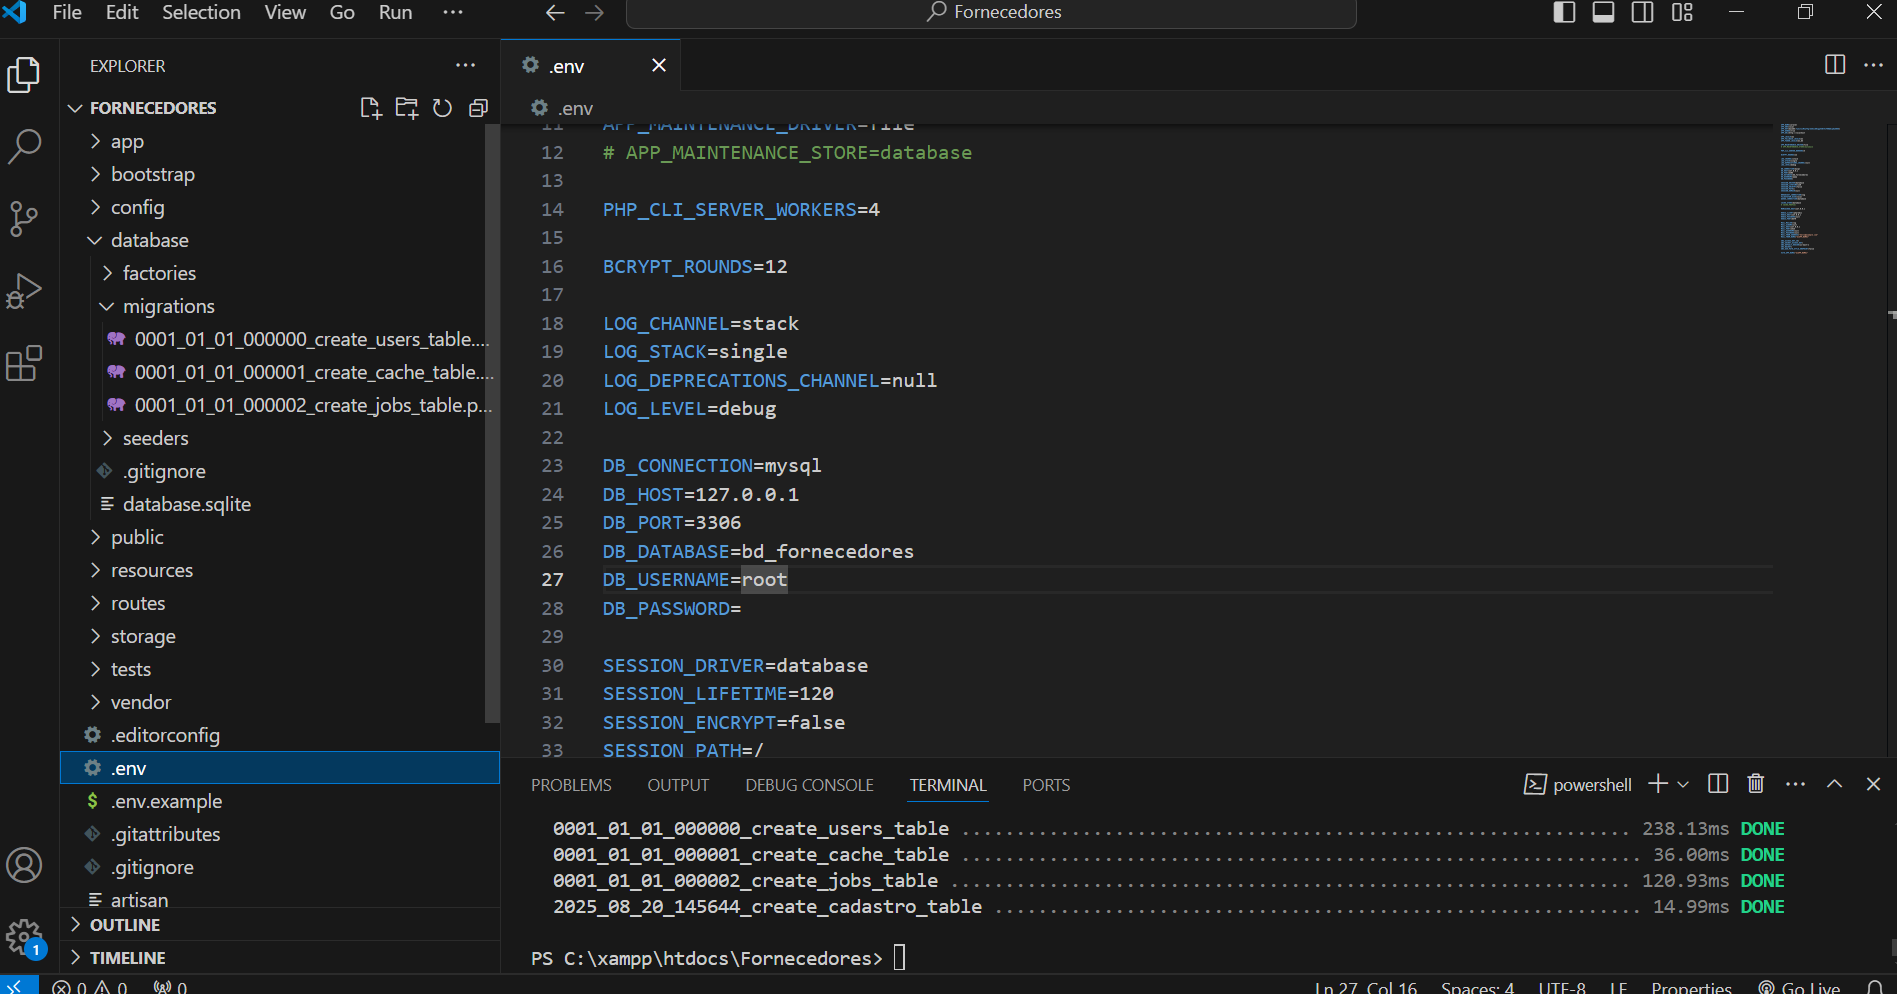 File Edit Selection View Go Run ··· Fornecedores
EXPLORER
FORNECEDORES
app
bootstrap
config
database
factories
migrations
0001_01_01_000000_create_users_table....
0001_01_01_000001_create_cache_table....
0001_01_01_000002_create_jobs_table.p...
seeders
.gitignore
database.sqlite
public
resources
routes
storage
tests
vendor
.editorconfig
.env
.env.example
.gitattributes
.gitignore
artisan
OUTLINE
TIMELINE
1
.env
.env
11 APP_MAINTENANCE_DRIVER=file
12 # APP_MAINTENANCE_STORE=database
13
14 PHP_CLI_SERVER_WORKERS=4
15
16 BCRYPT_ROUNDS=12
17
18 LOG_CHANNEL=stack
19 LOG_STACK=single
20 LOG_DEPRECATIONS_CHANNEL=null
21 LOG_LEVEL=debug
22
23 DB_CONNECTION=mysql
24 DB_HOST=127.0.0.1
25 DB_PORT=3306
26 DB_DATABASE=bd_fornecedores
27 DB_USERNAME=root
28 DB_PASSWORD=
29
30 SESSION_DRIVER=database
31 SESSION_LIFETIME=120
32 SESSION_ENCRYPT=false
33 SESSION_PATH=/
PROBLEMS OUTPUT DEBUG CONSOLE TERMINAL PORTS powershell
0001_01_01_000000_create_users_table ............................................................. 238.13ms DONE
0001_01_01_000001_create_cache_table .............................................................. 36.00ms DONE
0001_01_01_000002_create_jobs_table .............................................................. 120.93ms DONE
2025_08_20_145644_create_cadastro_table ........................................................... 14.99ms DONE
PS C:\xampp\htdocs\Fornecedores>
0 0 0 Ln 27, Col 16 Spaces: 4 UTF-8 LF Properties Go Live